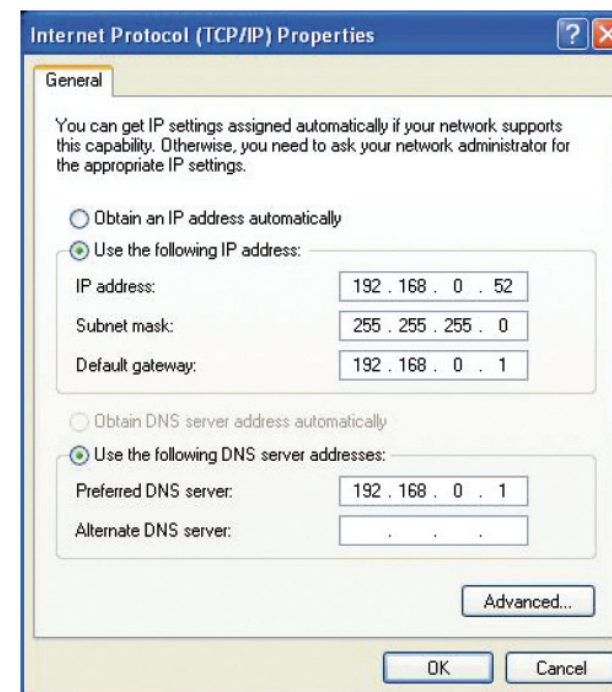 Internet Protocol (TCP/IP) Properties
General
You can get IP settings assigned automatically if your network supports
this capability. Otherwise, you need to ask your network administrator for
the appropriate IP settings.
Obtain an IP address automatically
Use the following IP address:
IP address: 192 . 168 . 0 . 52
Subnet mask: 255 . 255 . 255 . 0
Default gateway: 192 . 168 . 0 . 1
Obtain DNS server address automatically
Use the following DNS server addresses:
Preferred DNS server: 192 . 168 . 0 . 1
Alternate DNS server: . . .
Advanced...
OK Cancel